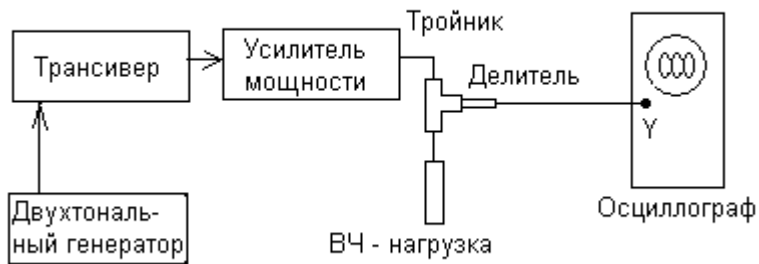 Тройник
Усилитель
мощности
Трансивер
Делитель
Y
Двухтональ-
ный генератор
ВЧ - нагрузка
Осциллограф